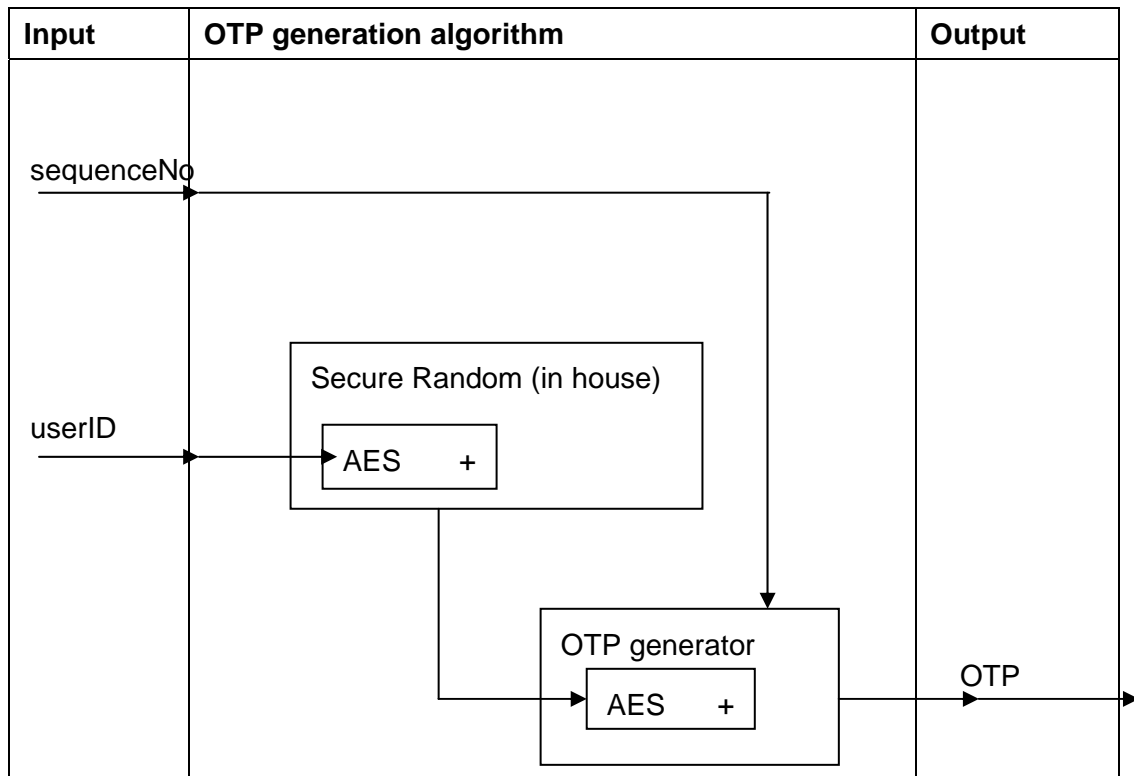 Input OTP generation algorithm Output
sequenceNo
Secure Random (in house)
userID
AES +
OTP generator
OTP
AES +